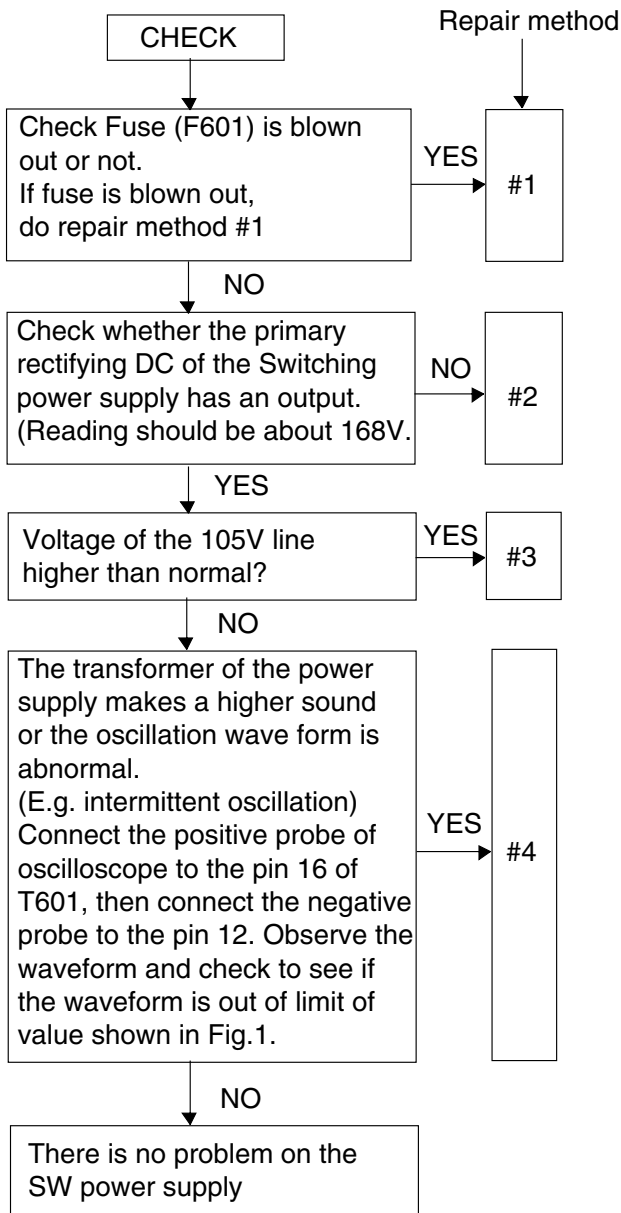 Repair method
CHECK
Check Fuse (F601) is blown
out or not.
If fuse is blown out,
do repair method #1
YES
#1
NO
Check whether the primary
rectifying DC of the Switching
power supply has an output.
(Reading should be about 168V.
NO
#2
YES
Voltage of the 105V line
higher than normal?
YES
#3
NO
The transformer of the power
supply makes a higher sound
or the oscillation wave form is
abnormal.
(E.g. intermittent oscillation)
Connect the positive probe of
oscilloscope to the pin 16 of
T601, then connect the negative
probe to the pin 12. Observe the
waveform and check to see if
the waveform is out of limit of
value shown in Fig.1.
YES
#4
NO
There is no problem on the
SW power supply